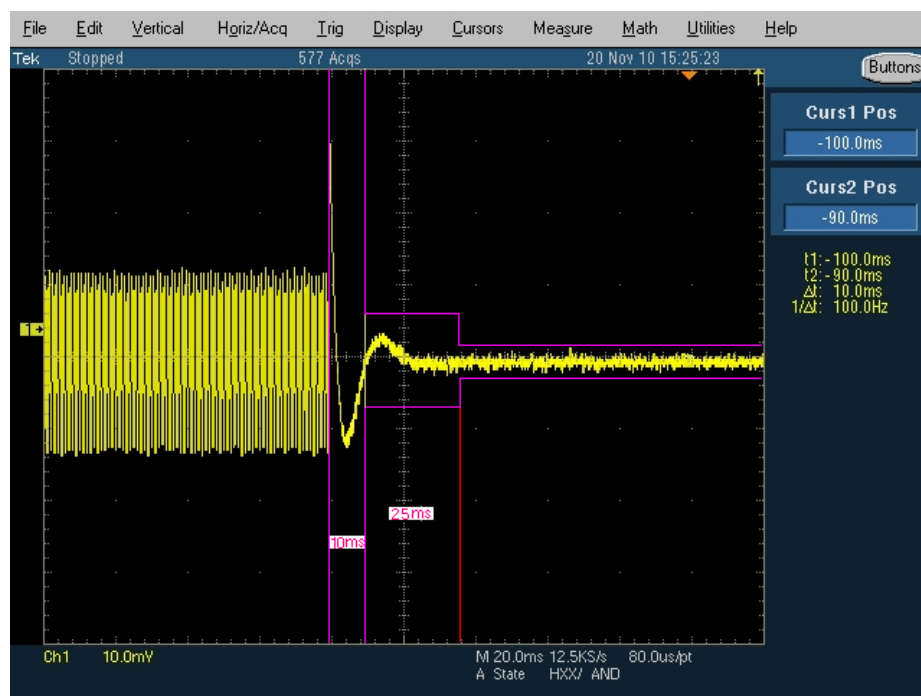 File Edit Vertical Horiz/Acq Trig Display Cursors Measure Math Utilities Help
Tek Stopped 577 Acqs 20 Nov 10 15:25:23
Buttons
Curs1 Pos
-100.0ms
Curs2 Pos
-90.0ms
t1:-100.0ms
t2:-90.0ms
Δt: 10.0ms
1/Δt: 100.0Hz
1
25ms
10ms
Ch1 10.0mV M 20.0ms 12.5KS/s 80.0us/pt
A State HXX/ AND